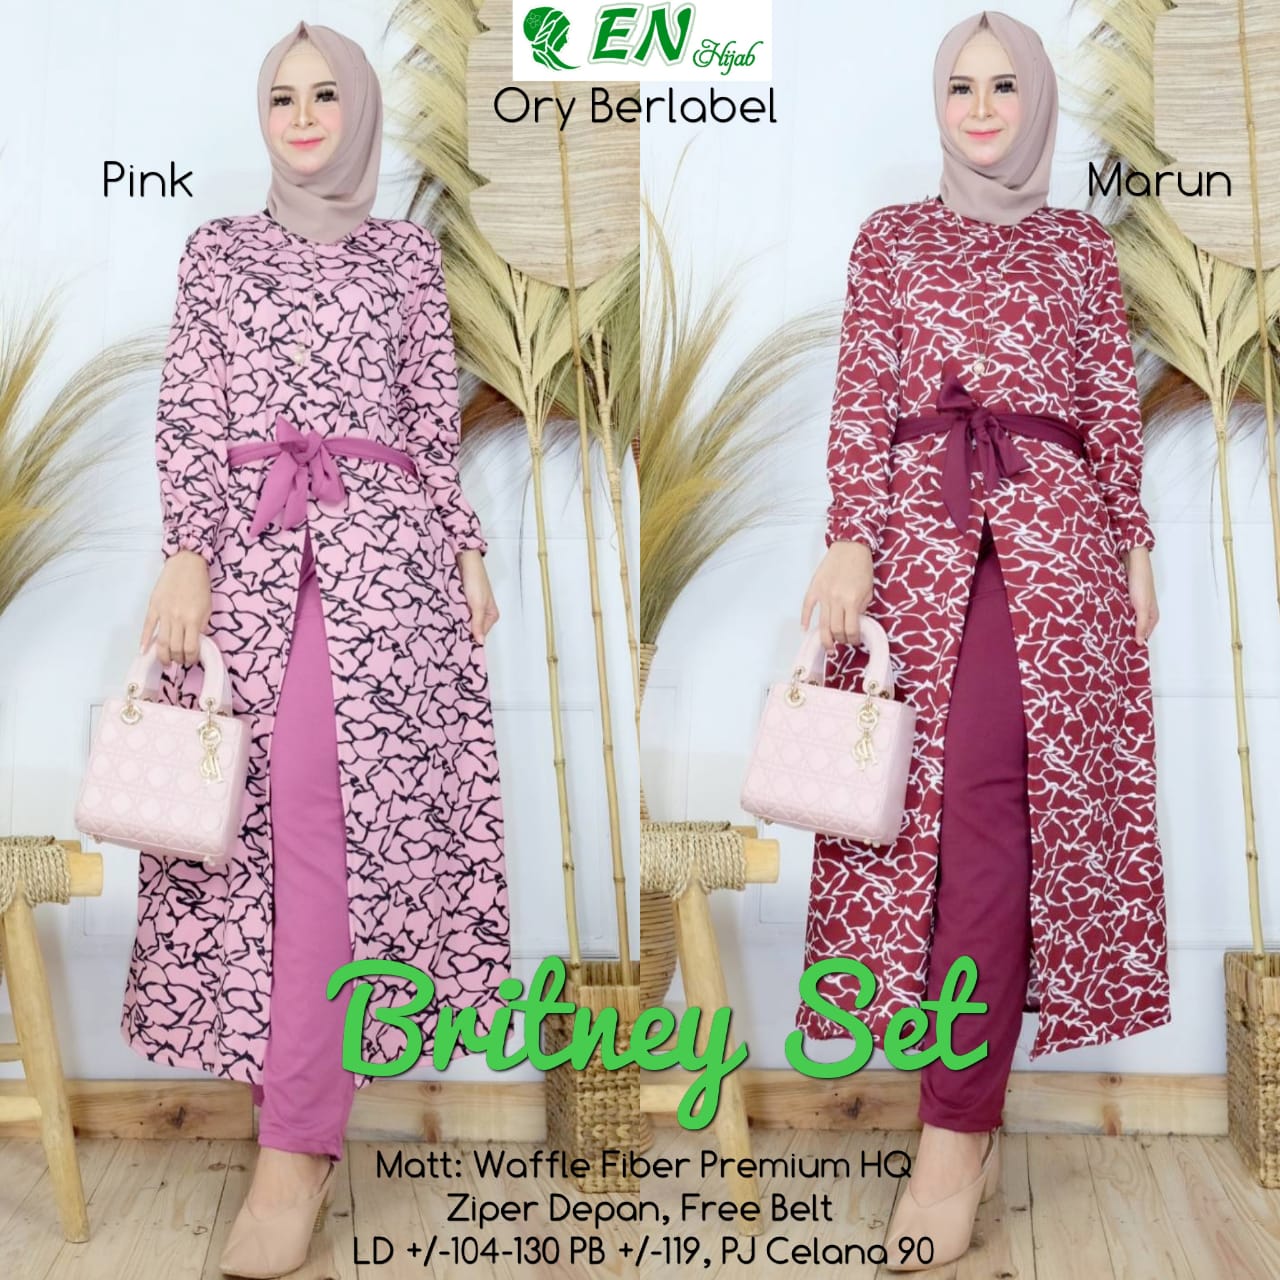 EN Hijab
Ory Berlabel
Pink
Marun
Britney Set
Matt: Waffle Fiber Premium HQ
Ziper Depan, Free Belt
LD +/-104-130 PB +/-119, PJ Celana 90